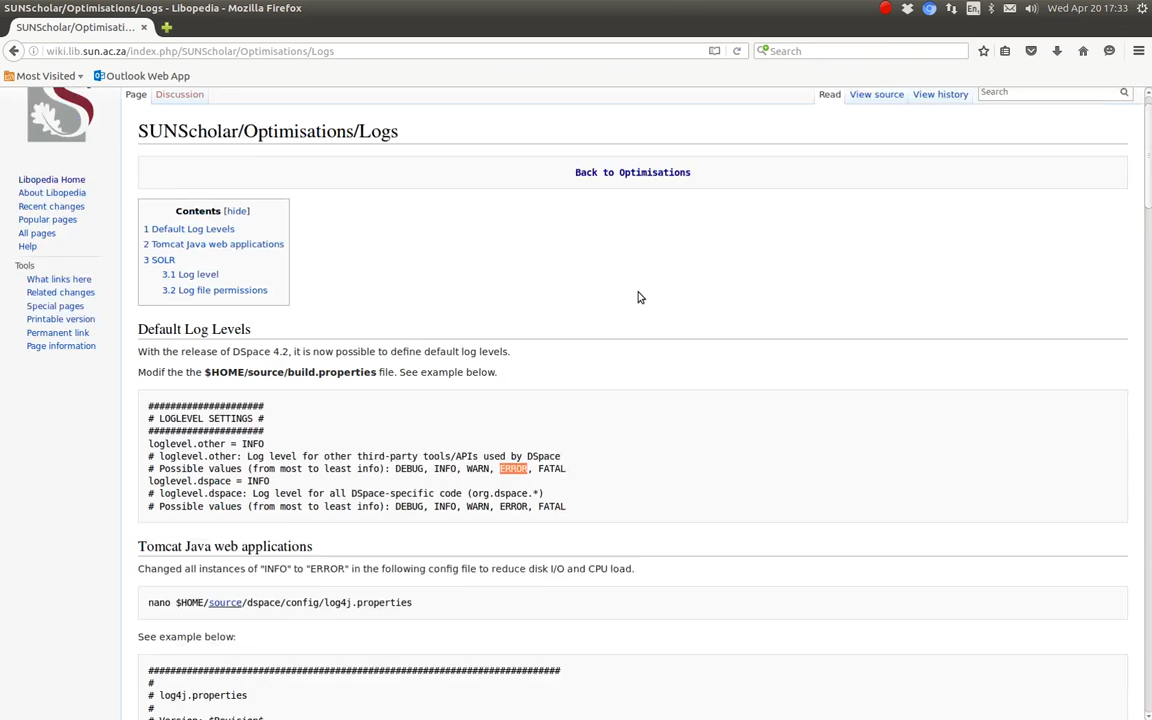 SUNScholar/Optimisations/Logs - Libopedia - Mozilla Firefox
En
Wed Apr 20 17:33
SUNScholar/Optimisati... ×
wiki.lib.sun.ac.za/index.php/SUNScholar/Optimisations/Logs
Search
Most Visited
Outlook Web App
Page
Discussion
Read
View source
View history
Search
SUNScholar/Optimisations/Logs
Back to Optimisations
Libopedia Home
About Libopedia
Recent changes
Popular pages
All pages
Help
Tools
What links here
Related changes
Special pages
Printable version
Permanent link
Page information
Contents [hide]
1 Default Log Levels
2 Tomcat Java web applications
3 SOLR
3.1 Log level
3.2 Log file permissions
Default Log Levels
With the release of DSpace 4.2, it is now possible to define default log levels.
Modif the the $HOME/source/build.properties file. See example below.
#####################
# LOGLEVEL SETTINGS #
#####################
loglevel.other = INFO
# loglevel.other: Log level for other third-party tools/APIs used by DSpace
# Possible values (from most to least info): DEBUG, INFO, WARN, ERROR, FATAL
loglevel.dspace = INFO
# loglevel.dspace: Log level for all DSpace-specific code (org.dspace.*)
# Possible values (from most to least info): DEBUG, INFO, WARN, ERROR, FATAL
Tomcat Java web applications
Changed all instances of "INFO" to "ERROR" in the following config file to reduce disk I/O and CPU load.
nano $HOME/source/dspace/config/log4j.properties
See example below:
###########################################################################
#
# log4j.properties
#
# Version: $Revision$